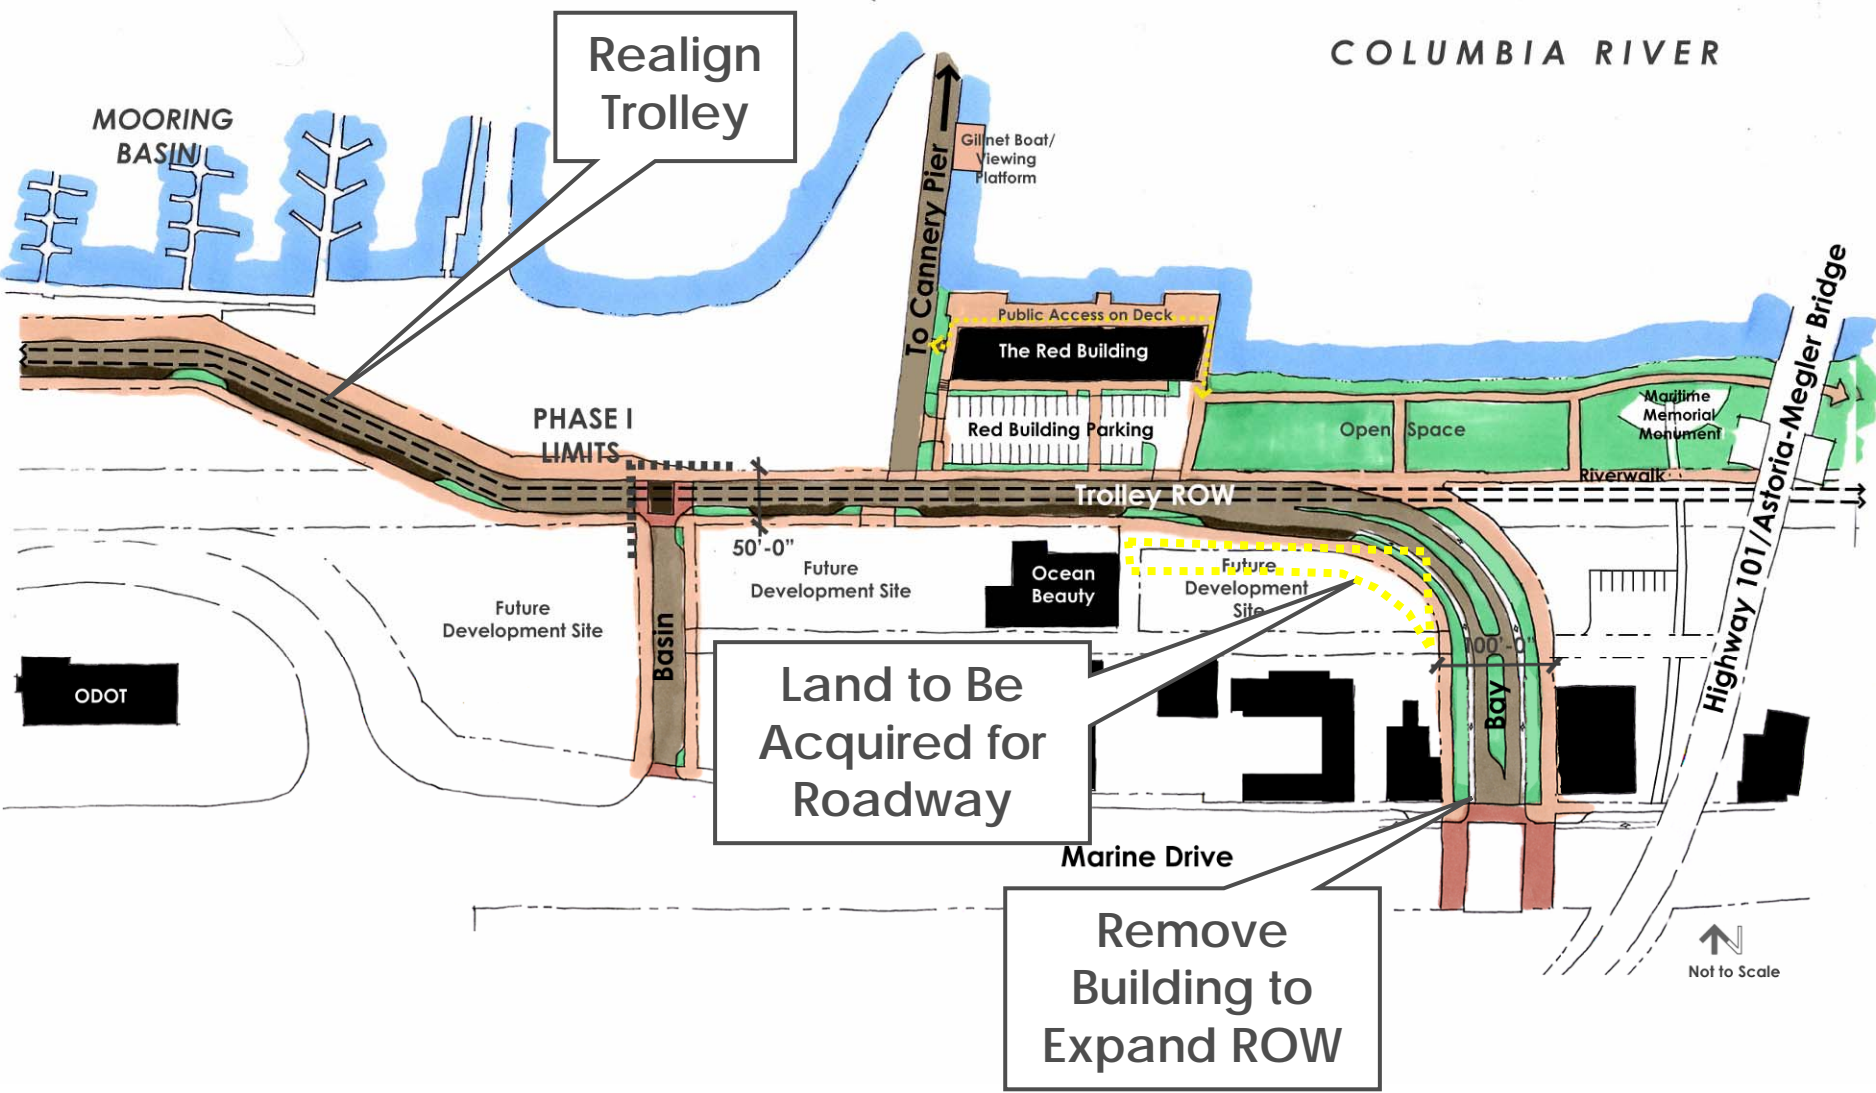 COLUMBIA RIVER
Realign
Trolley
MOORING
BASIN
Gillnet Boat/
Viewing
Platform
To Cannery Pier
Public Access on Deck
The Red Building
Red Building Parking
Open Space
Maritime
Memorial
Monument
Riverwalk
Highway 101/Astoria-Megler Bridge
PHASE I
LIMITS
Trolley ROW
50'-0"
Future
Development Site
Ocean
Beauty
Future
Development
Site
Future
Development Site
Basin
100'-0"
Bay
ODOT
Land to Be
Acquired for
Roadway
Marine Drive
Remove
Building to
Expand ROW
N
Not to Scale